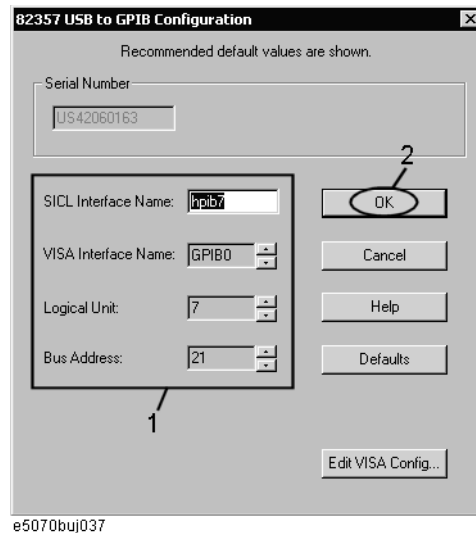 82357 USB to GPIB Configuration
Recommended default values are shown.
Serial Number
US42060163
2
SICL Interface Name: hpib7
OK
VISA Interface Name: GPIB0
Cancel
Logical Unit: 7
Help
Bus Address: 21
Defaults
1
Edit VISA Config...
e5070buj037